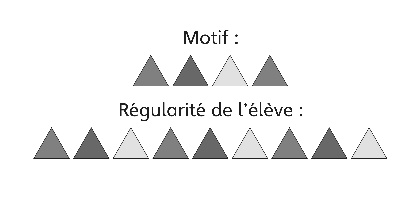 Motif :
Régularité de l'élève :